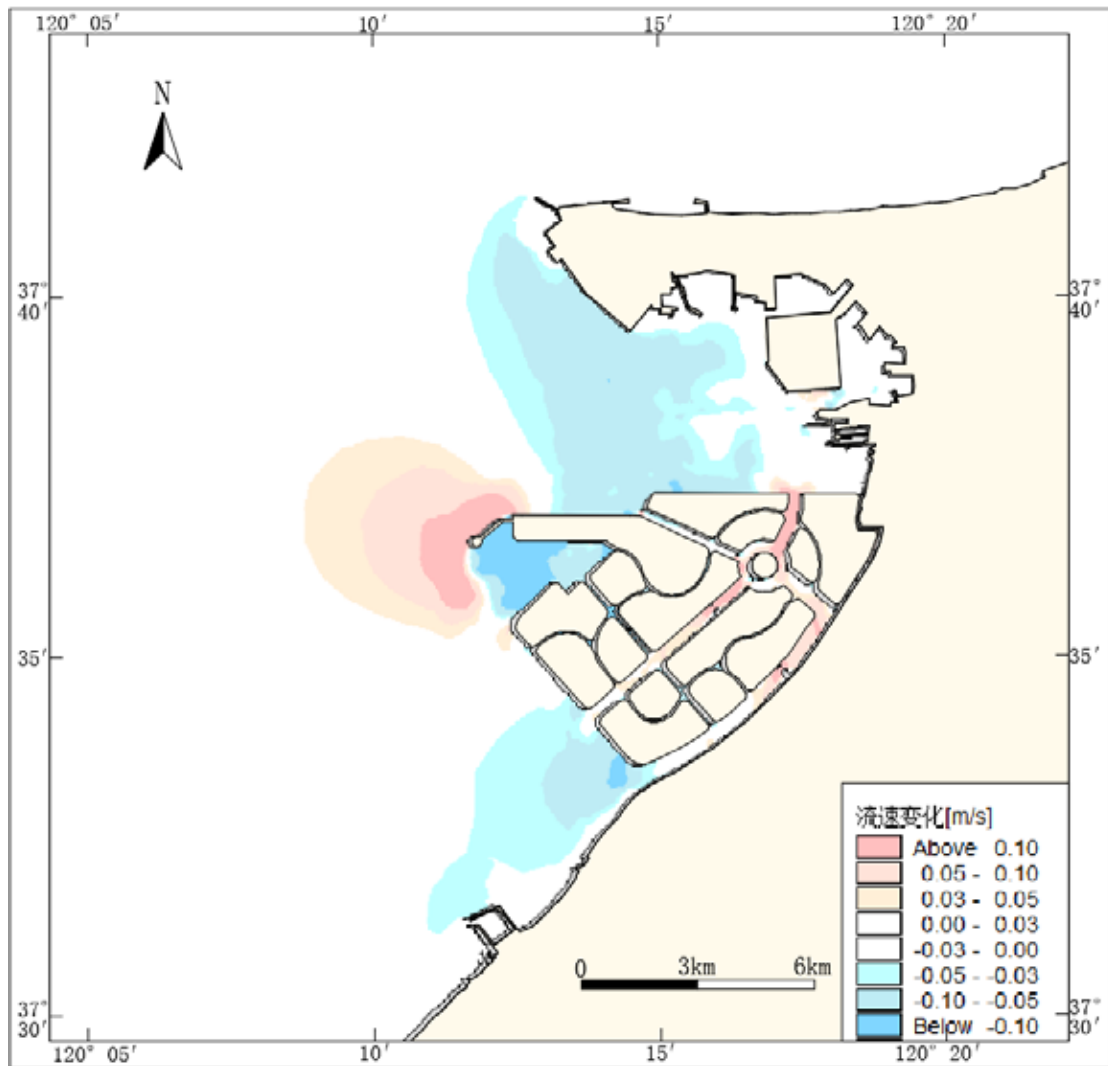 120° 05′ 10′ 15′ 120° 20′
N
37° 40′ 37° 40′
35′ 35′
流速变化[m/s]
Above 0.10
0.05 - 0.10
0.03 - 0.05
0.00 - 0.03
-0.03 - 0.00
-0.05 - -0.03
-0.10 - -0.05
Below -0.10
0 3km 6km
37° 30′ 37° 30′
120° 05′ 10′ 15′ 120° 20′